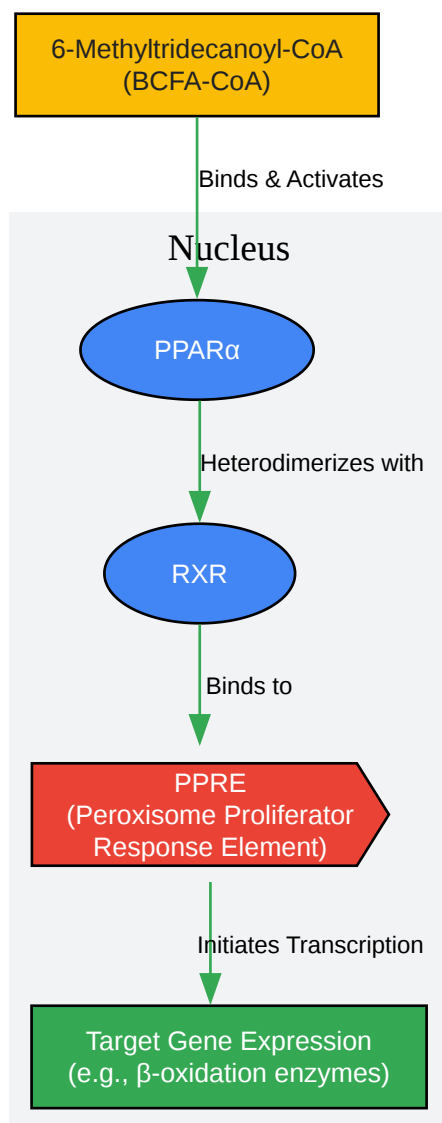 6-Methyltridecanoyl-CoA
(BCFA-CoA)
Binds & Activates
Nucleus
PPARα
Heterodimerizes with
RXR
Binds to
PPRE
(Peroxisome Proliferator
Response Element)
Initiates Transcription
Target Gene Expression
(e.g., β-oxidation enzymes)